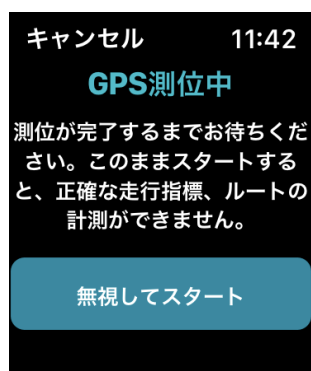 キャンセル 11:42
GPS測位中
測位が完了するまでお待ちくだ
さい。このままスタートする
と、正確な走行指標、ルートの
計測ができません。
無視してスタート